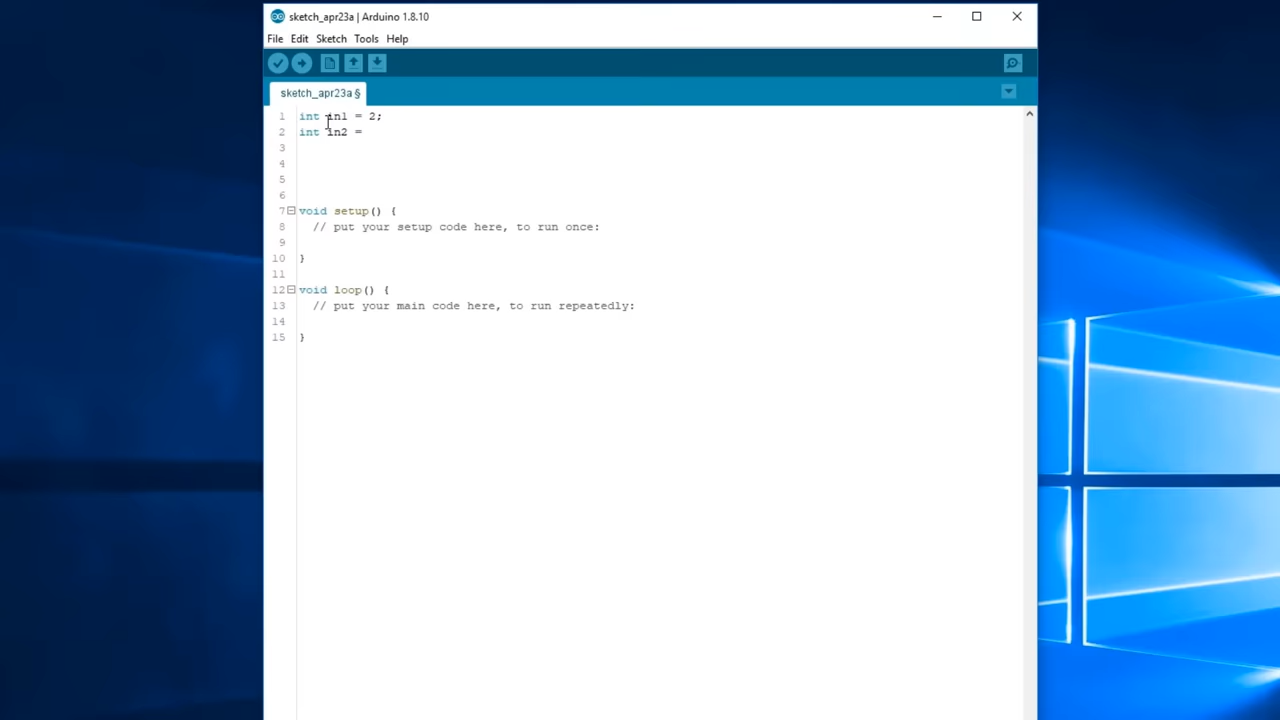 sketch_apr23a | Arduino 1.8.10
File Edit Sketch Tools Help
sketch_apr23a §
1 int in1 = 2;
2 int in2 =
3
4
5
6
7 void setup() {
8 // put your setup code here, to run once:
9
10 }
11
12 void loop() {
13 // put your main code here, to run repeatedly:
14
15 }